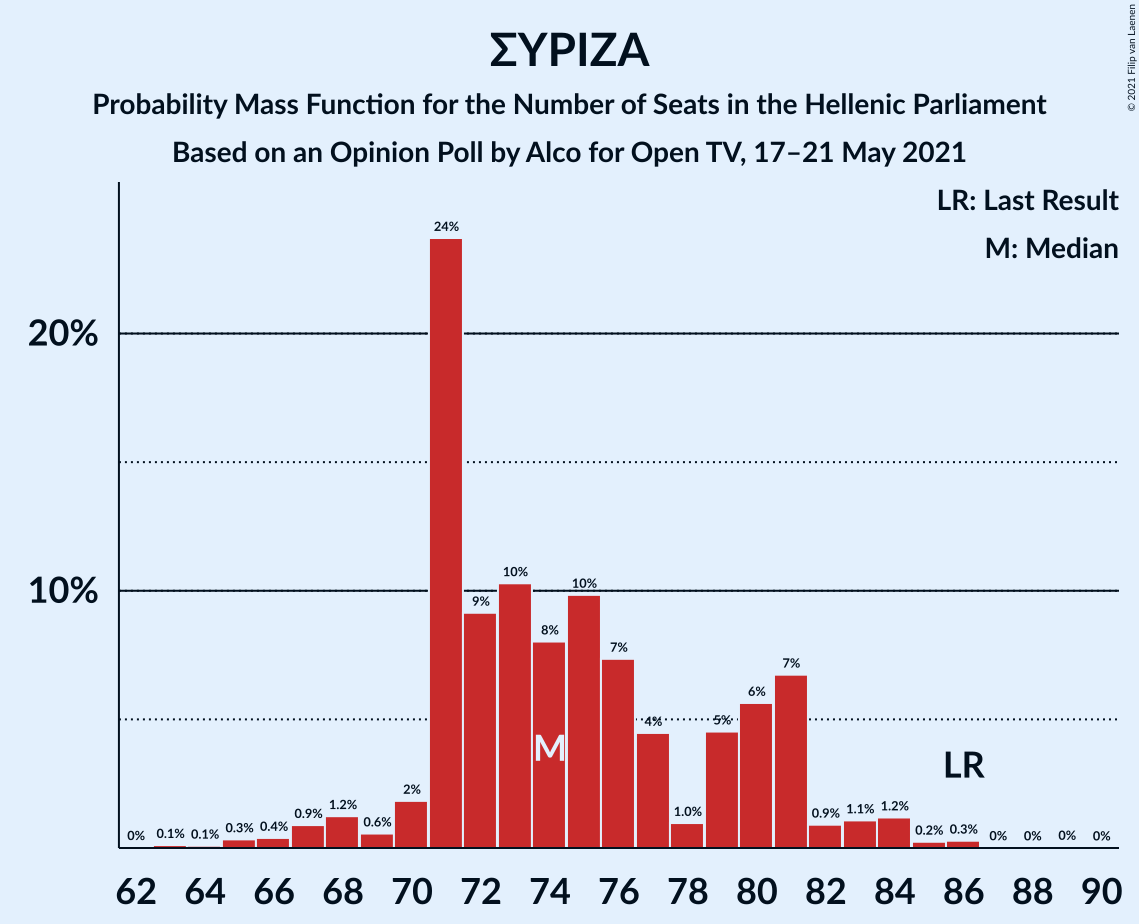 © 2021 Filip van Laenen
ΣΥΡΙΖΑ
Probability Mass Function for the Number of Seats in the Hellenic Parliament
Based on an Opinion Poll by Alco for Open TV, 17–21 May 2021
LR: Last Result
M: Median
20%
10%
0% 0.1% 0.1% 0.3% 0.4% 0.9% 1.2% 0.6% 2% 24% 9% 10% 8% 10% 7% 4% 1.0% 5% 6% 7% 0.9% 1.1% 1.2% 0.2% 0.3% 0% 0% 0% 0%
M
LR
62 64 66 68 70 72 74 76 78 80 82 84 86 88 90